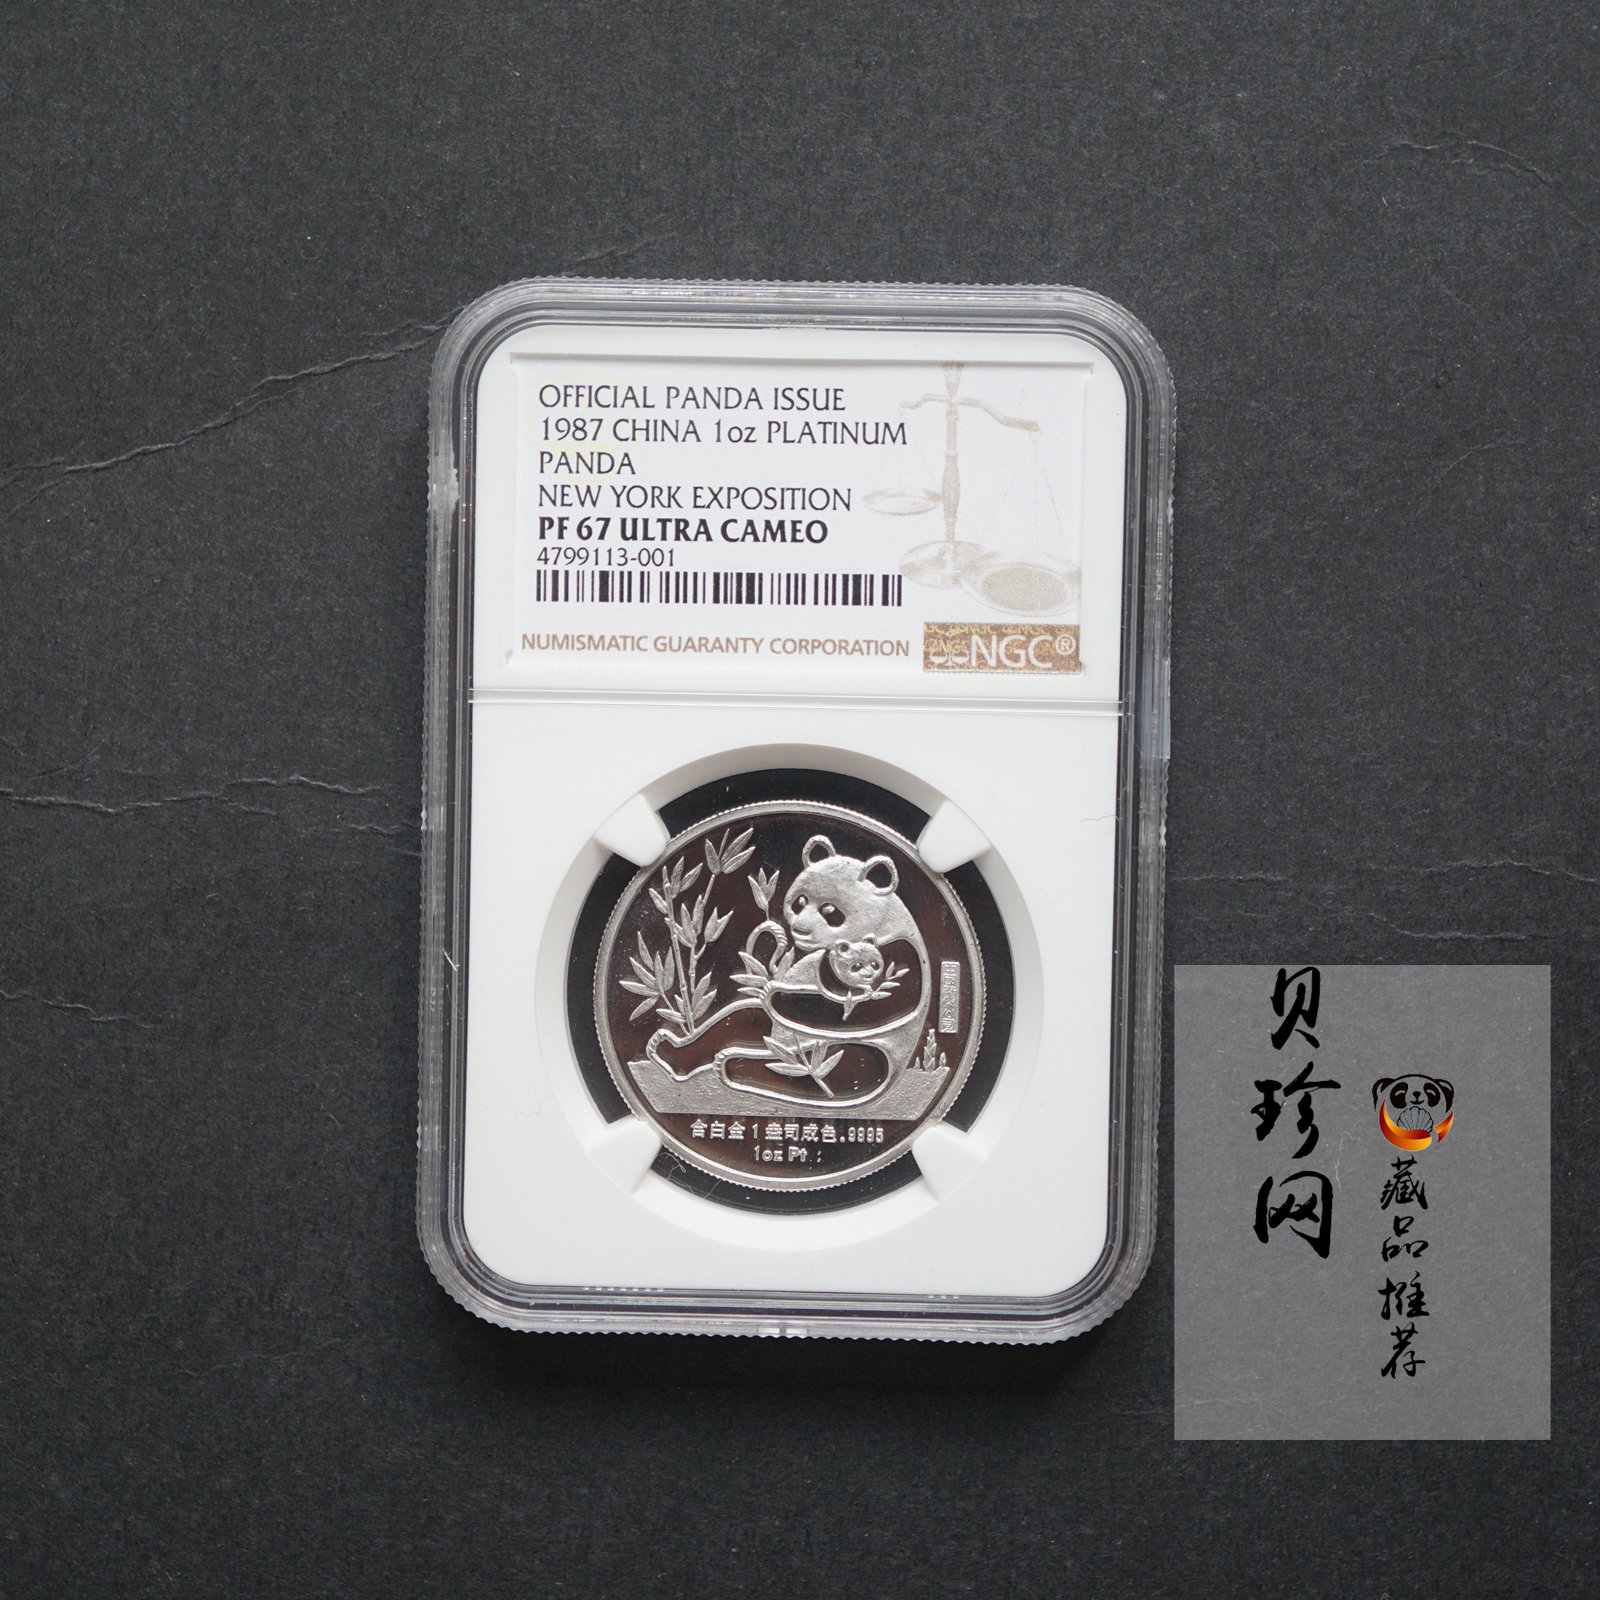 OFFICIAL PANDA ISSUE
1987 CHINA 1oz PLATINUM
PANDA
NEW YORK EXPOSITION
PF 67 ULTRA CAMEO
4799113-001
NUMISMATIC GUARANTY CORPORATION
NGC®
含白金1盎司成色.9995
1oz Pt
贝珍网
藏品推荐